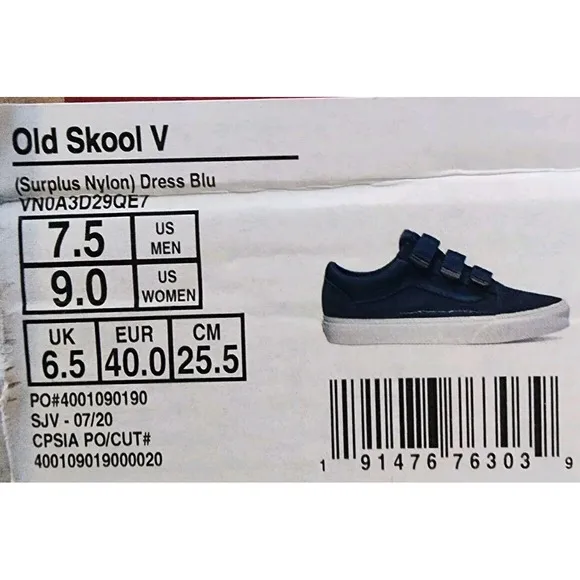 Old Skool V
(Surplus Nylon) Dress Blu
VN0A3D29QE7
7.5 US MEN
9.0 US WOMEN
UK 6.5 EUR 40.0 CM 25.5
PO#4001090190
SJV - 07/20
CPSIA PO/CUT#
400109019000020
1 91476 76303 9